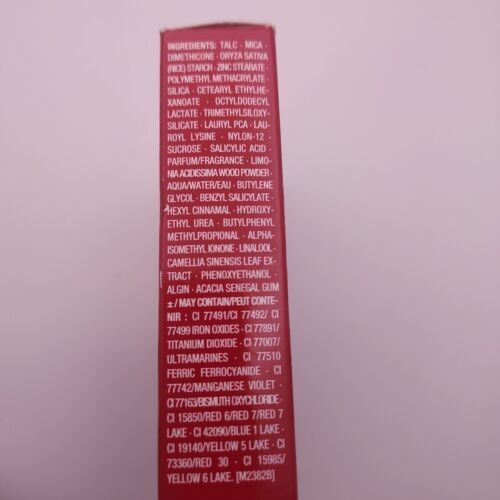 INGREDIENTS: TALC · MICA ·
DIMETHICONE · ORYZA SATIVA
(RICE) STARCH · ZINC STEARATE ·
POLYMETHYL METHACRYLATE ·
SILICA · CETEARYL ETHYLHE-
XANOATE · OCTYLDODECYL
LACTATE · TRIMETHYLSILOXY-
SILICATE · LAURYL PCA · LAU-
ROYL LYSINE · NYLON-12 ·
SUCROSE · SALICYLIC ACID ·
PARFUM/FRAGRANCE · LIMO-
NIA ACIDISSIMA WOOD POWDER ·
AQUA/WATER/EAU · BUTYLENE
GLYCOL · BENZYL SALICYLATE ·
HEXYL CINNAMAL · HYDROXY-
ETHYL UREA · BUTYLPHENYL
METHYLPROPIONAL · ALPHA-
ISOMETHYL IONONE · LINALOOL ·
CAMELLIA SINENSIS LEAF EX-
TRACT · PHENOXYETHANOL ·
ALGIN · ACACIA SENEGAL GUM
± / MAY CONTAIN/PEUT CONTE-
NIR : CI 77491/CI 77492/ CI
77499 IRON OXIDES · CI 77891/
TITANIUM DIOXIDE · CI 77007/
ULTRAMARINES · CI 77510
FERRIC FERROCYANIDE · CI
77742/MANGANESE VIOLET ·
CI 77163/BISMUTH OXYCHLORIDE ·
CI 15850/RED 6/RED 7/RED 7
LAKE · CI 42090/BLUE 1 LAKE ·
CI 19140/YELLOW 5 LAKE · CI
73360/RED 30 · CI 15985/
YELLOW 6 LAKE. [M2382B]